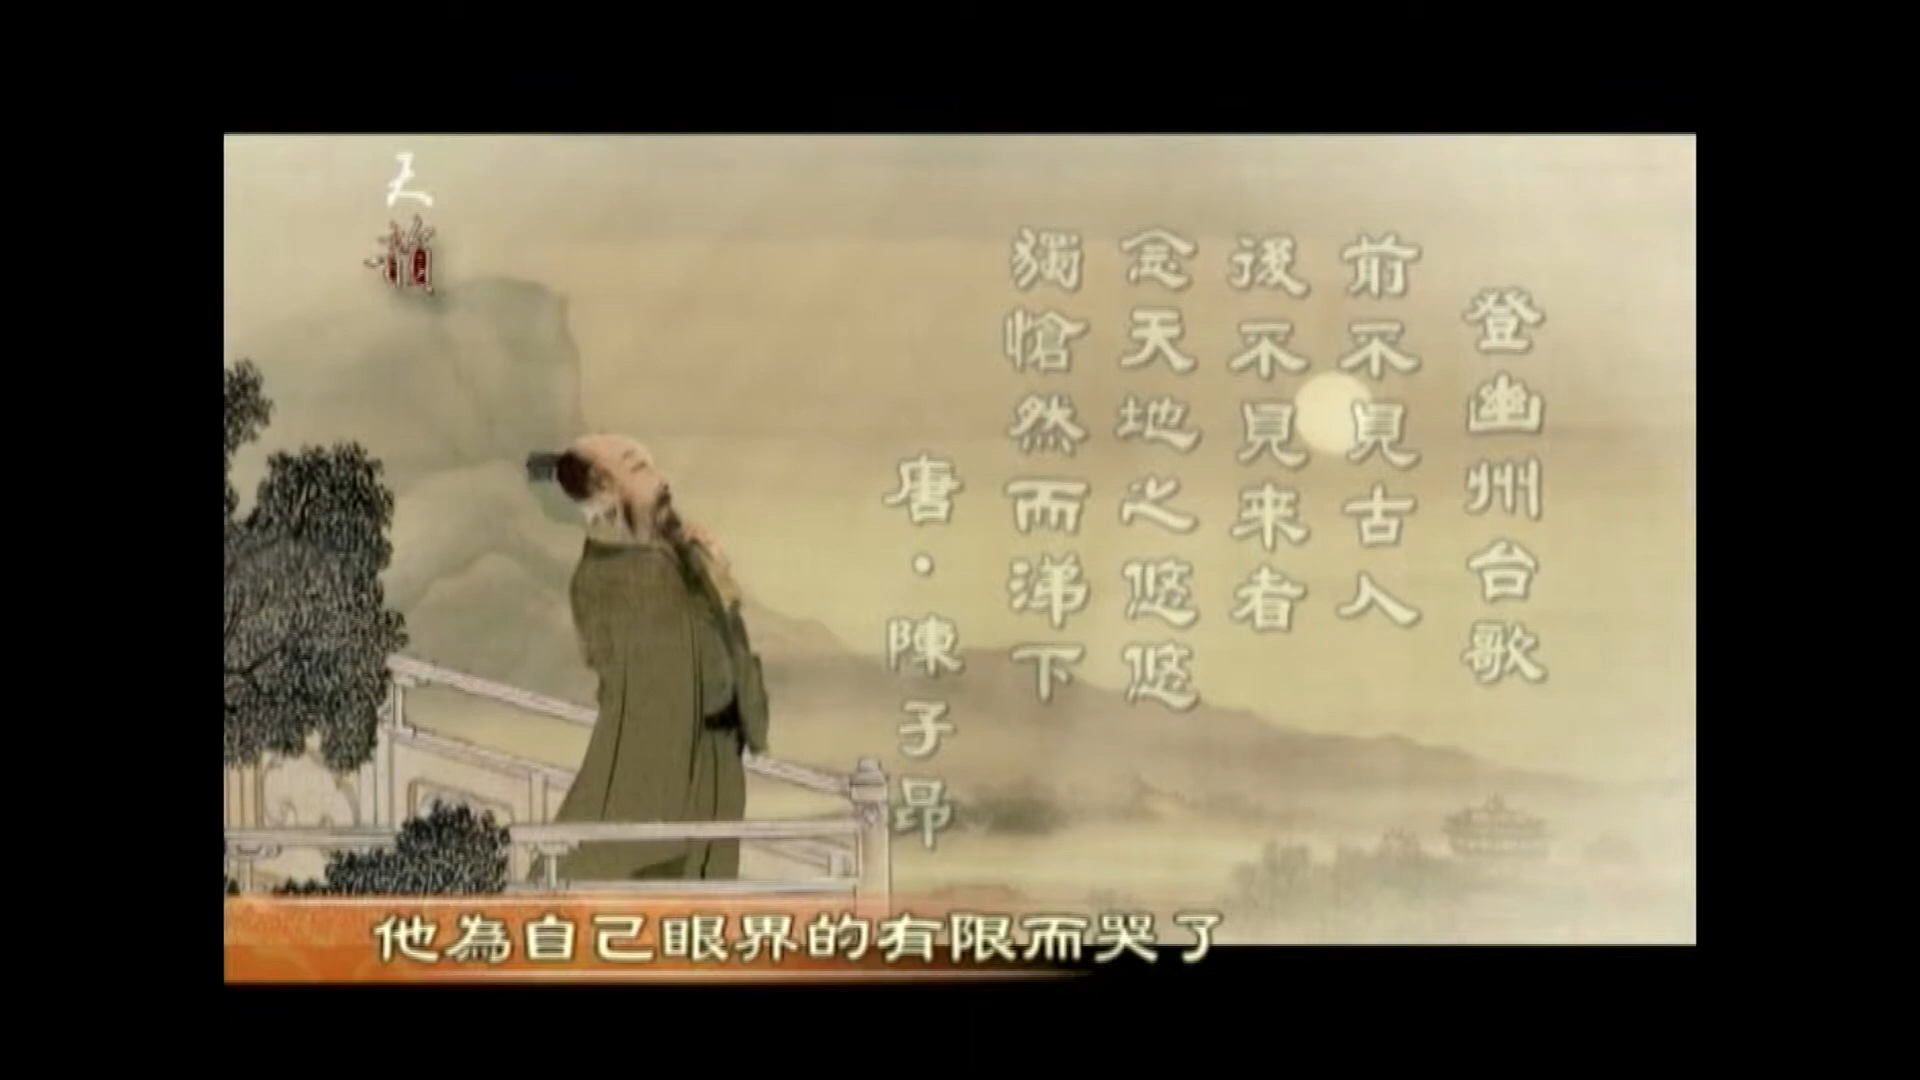 天韻
登幽州台歌
前不見古人
後不見来者
念天地之悠悠
獨愴然而涕下
唐·陳子昂
他為自己眼界的有限而哭了